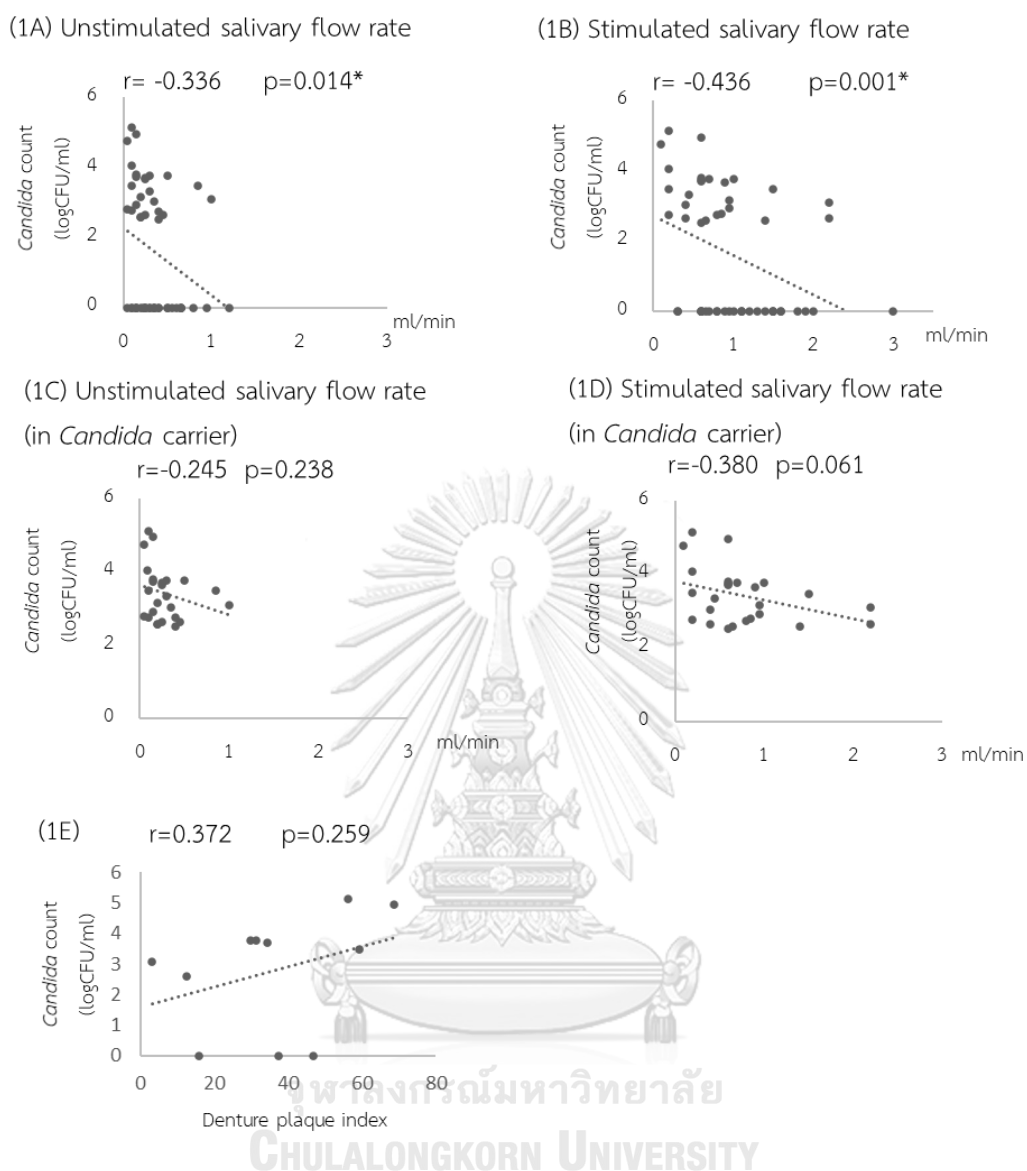 (1A) Unstimulated salivary flow rate
r= -0.336 p=0.014*
Candida count
(logCFU/ml)
6
4
2
0
0 1 2 3
ml/min
(1B) Stimulated salivary flow rate
r= -0.436 p=0.001*
Candida count
(logCFU/ml)
6
4
2
0
0 1 2 3
ml/min
(1C) Unstimulated salivary flow rate
(in Candida carrier)
r=-0.245 p=0.238
Candida count
(logCFU/ml)
6
4
2
0
0 1 2 3
ml/min
(1D) Stimulated salivary flow rate
(in Candida carrier)
r=-0.380 p=0.061
Candida count
(logCFU/ml)
6
4
2
0
0 1 2 3
ml/min
(1E)
r=0.372 p=0.259
Candida count
(logCFU/ml)
6
5
4
3
2
1
0
0 20 40 60 80
Denture plaque index
จุฬาลงกรณ์มหาวิทยาลัย
CHULALONGKORN UNIVERSITY